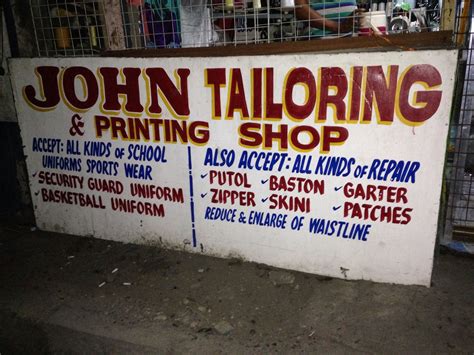 JOHN TAILORING
& PRINTING SHOP
ACCEPT: ALL KINDS OF SCHOOL
UNIFORMS SPORTS WEAR
✓SECURITY GUARD UNIFORM
✓BASKETBALL UNIFORM
ALSO ACCEPT: ALL KINDS OF REPAIR
✓PUTOL ✓BASTON ✓GARTER
✓ZIPPER ✓SKINI ✓PATCHES
REDUCE & ENLARGE OF WAISTLINE